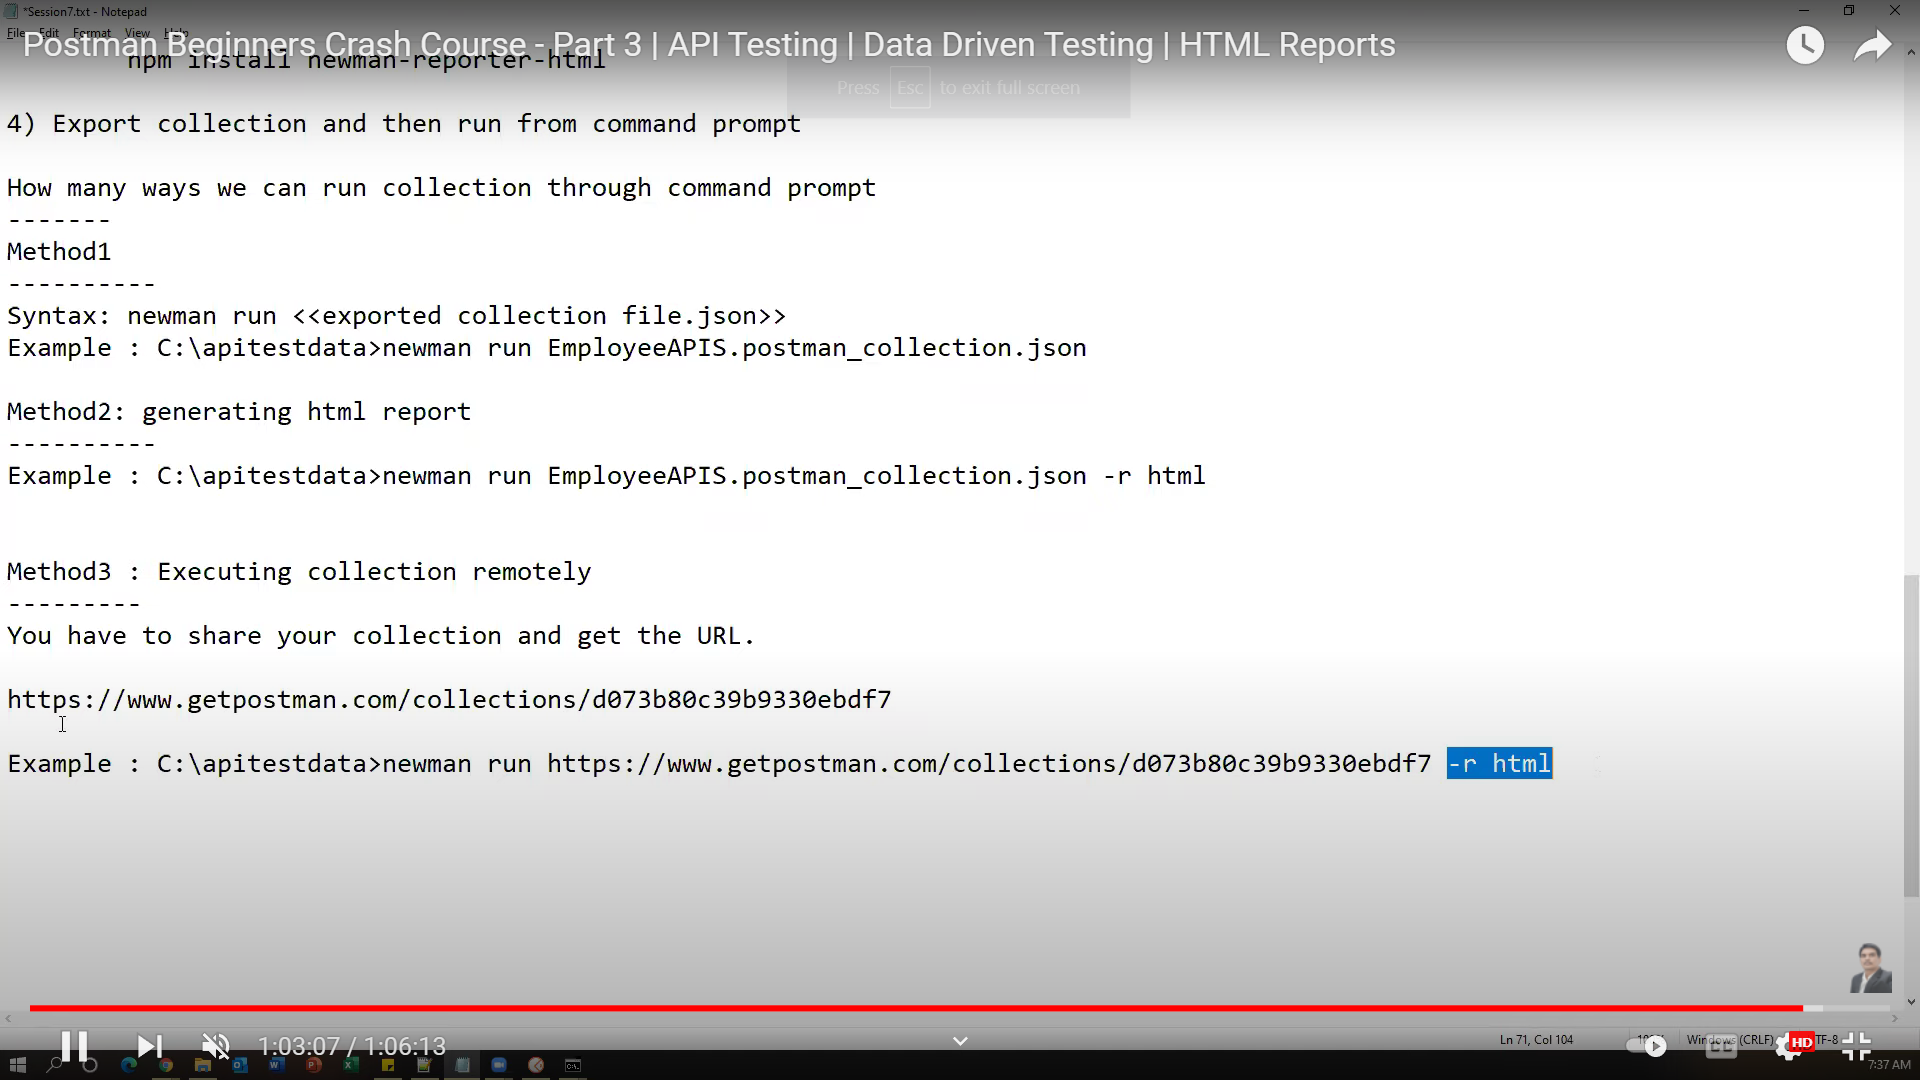 *Session7.txt - Notepad
File Edit Format View Help
Postman Beginners Crash Course - Part 3 | API Testing | Data Driven Testing | HTML Reports
npm install newman-reporter-html
Press Esc to exit full screen
4) Export collection and then run from command prompt
How many ways we can run collection through command prompt
-------
Method1
----------
Syntax: newman run <<exported collection file.json>>
Example : C:\apitestdata>newman run EmployeeAPIS.postman_collection.json
Method2: generating html report
----------
Example : C:\apitestdata>newman run EmployeeAPIS.postman_collection.json -r html
Method3 : Executing collection remotely
---------
You have to share your collection and get the URL.
https://www.getpostman.com/collections/d073b80c39b9330ebdf7
Example : C:\apitestdata>newman run https://www.getpostman.com/collections/d073b80c39b9330ebdf7 -r html
1:03:07 / 1:06:13
Ln 71, Col 104
Windows (CRLF)
HD
7:37 AM